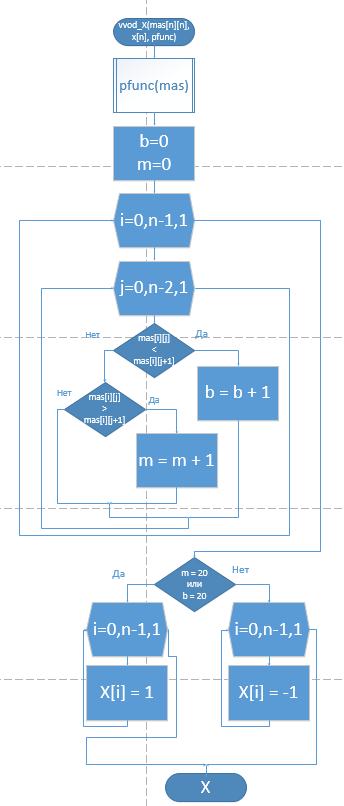 vvod_X(mas[n][n],
x[n], pfunc)
pfunc(mas)
b=0
m=0
i=0,n-1,1
j=0,n-2,1
нет
mas[i][j]
<
mas[i][j+1]
Да
Нет
mas[i][j]
>
mas[i][j+1]
Да
b = b + 1
m = m + 1
Да
m = 20
или
b = 20
Нет
i=0,n-1,1
i=0,n-1,1
X[i] = 1
X[i] = -1
X